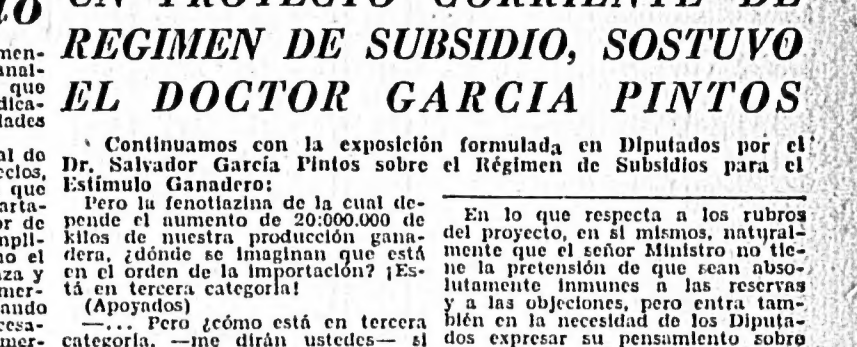 UN PROYECTO CORRIENTE DE
REGIMEN DE SUBSIDIO, SOSTUVO
EL DOCTOR GARCIA PINTOS
Continuamos con la exposición formulada en Diputados por el
Dr. Salvador García Pintos sobre el Régimen de Subsidios para el
Estímulo Ganadero:
Pero la fenotiazina de la cual de-
pende el aumento de 20:000.000 de
kilos de nuestra producción gana-
dera, ¿dónde se imaginan que está
en el orden de la importación? ¡Es-
tá en tercera categoría!
(Apoyados)
—... Pero ¿cómo está en tercera
categoría, —me dirán ustedes— si
En lo que respecta a los rubros
del proyecto, en sí mismos, natural-
mente que el señor Ministro no tie-
ne la pretensión de que sean abso-
lutamente inmunes a las reservas
y a las objeciones, pero entra tam-
bién en la necesidad de los Diputa-
dos expresar su pensamiento sobre